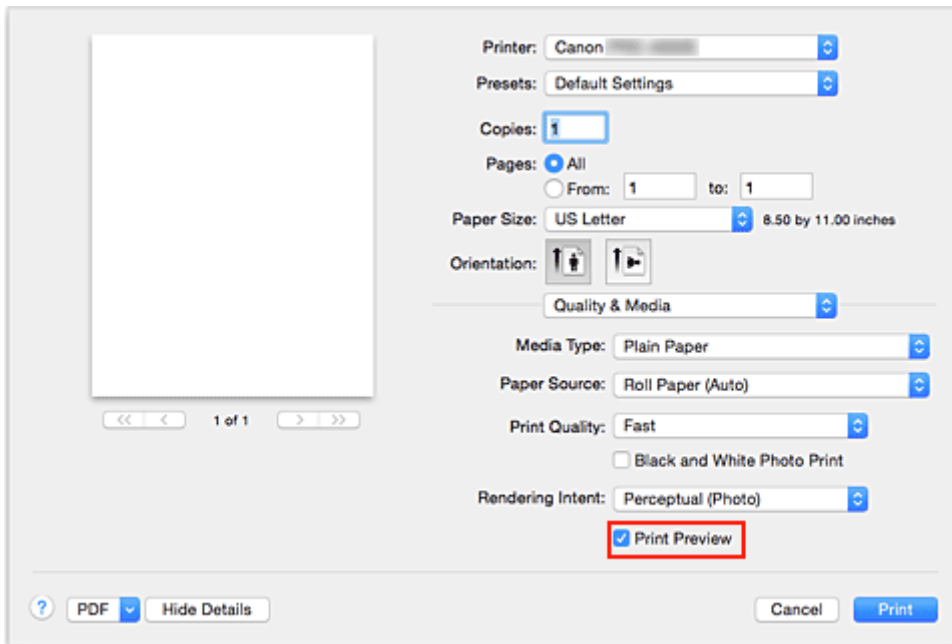 Printer: Canon
Presets: Default Settings
Copies: 1
Pages: All
From: 1 to: 1
Paper Size: US Letter 8.50 by 11.00 inches
Orientation:
Quality & Media
Media Type: Plain Paper
Paper Source: Roll Paper (Auto)
<< < 1 of 1 > >>
Print Quality: Fast
Black and White Photo Print
Rendering Intent: Perceptual (Photo)
Print Preview
? PDF Hide Details Cancel Print